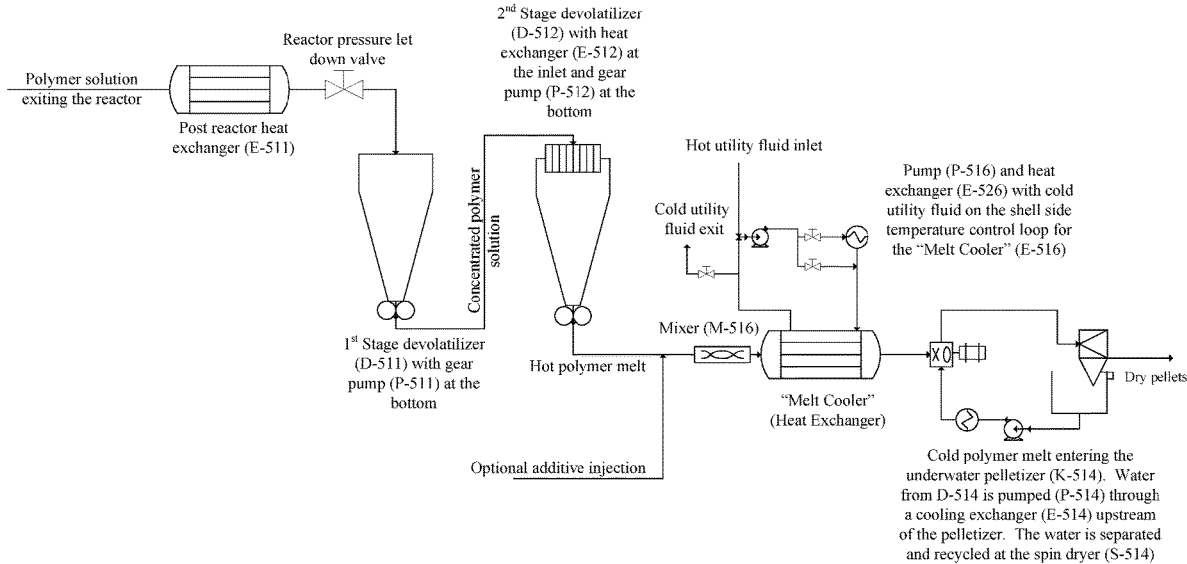 Polymer solution
exiting the reactor
Post reactor heat
exchanger (E-511)
Reactor pressure let
down valve
2nd Stage devolatilizer
(D-512) with heat
exchanger (E-512) at
the inlet and gear
pump (P-512) at the
bottom
1st Stage devolatilizer
(D-511) with gear
pump (P-511) at the
bottom
Concentrated polymer
solution
Hot polymer melt
Optional additive injection
Mixer (M-516)
Hot utility fluid inlet
Cold utility
fluid exit
Pump (P-516) and heat
exchanger (E-526) with cold
utility fluid on the shell side
temperature control loop for
the “Melt Cooler” (E-516)
“Melt Cooler”
(Heat Exchanger)
Dry pellets
Cold polymer melt entering the
underwater pelletizer (K-514). Water
from D-514 is pumped (P-514) through
a cooling exchanger (E-514) upstream
of the pelletizer. The water is separated
and recycled at the spin dryer (S-514)